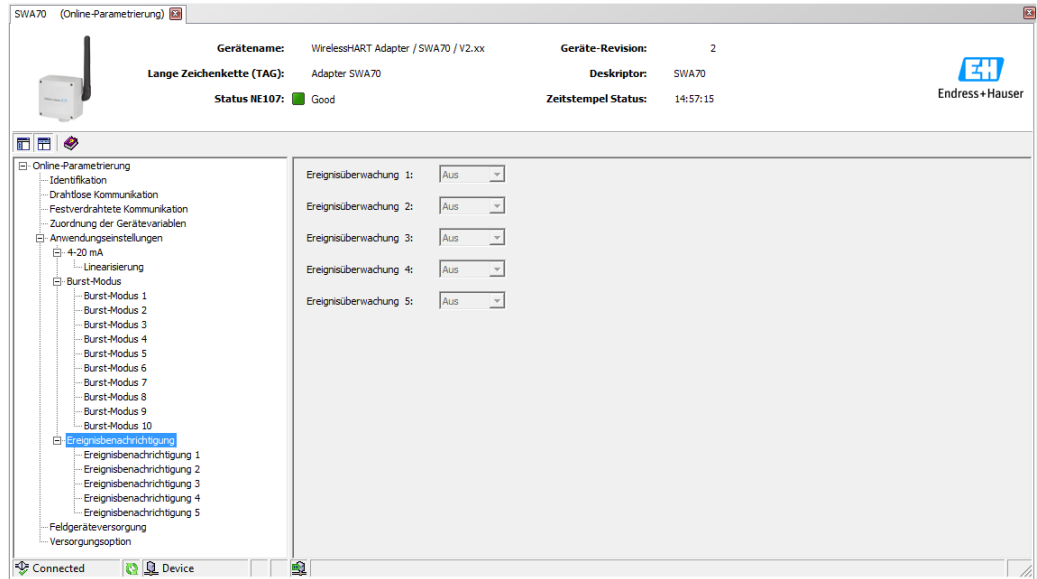 SWA70 (Online-Parametrierung)
Gerätename: WirelessHART Adapter / SWA70 / V2.xx Geräte-Revision: 2
Lange Zeichenkette (TAG): Adapter SWA70 Deskriptor: SWA70
Status NE107: Good Zeitstempel Status: 14:57:15
EH
Endress+Hauser
Online-Parametrierung
Identifikation
Drahtlose Kommunikation
Festverdrahtete Kommunikation
Zuordnung der Gerätevariablen
Anwendungseinstellungen
4-20 mA
Linearisierung
Burst-Modus
Burst-Modus 1
Burst-Modus 2
Burst-Modus 3
Burst-Modus 4
Burst-Modus 5
Burst-Modus 6
Burst-Modus 7
Burst-Modus 8
Burst-Modus 9
Burst-Modus 10
Ereignisbenachrichtigung
Ereignisbenachrichtigung 1
Ereignisbenachrichtigung 2
Ereignisbenachrichtigung 3
Ereignisbenachrichtigung 4
Ereignisbenachrichtigung 5
Feldgeräteversorgung
Versorgungsoption
Ereignisüberwachung 1: Aus
Ereignisüberwachung 2: Aus
Ereignisüberwachung 3: Aus
Ereignisüberwachung 4: Aus
Ereignisüberwachung 5: Aus
Connected Device